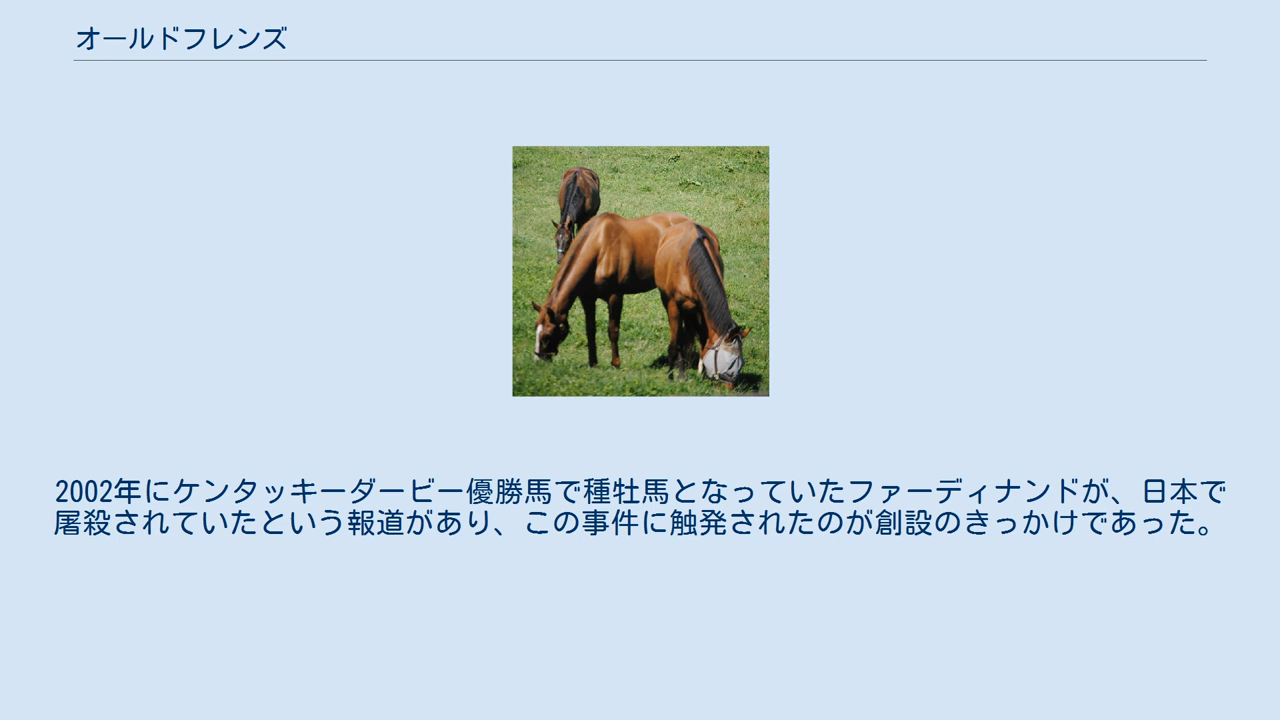 オールドフレンズ
2002年にケンタッキーダービー優勝馬で種牡馬となっていたファーディナンドが、日本で
屠殺されていたという報道があり、この事件に触発されたのが創設のきっかけであった。